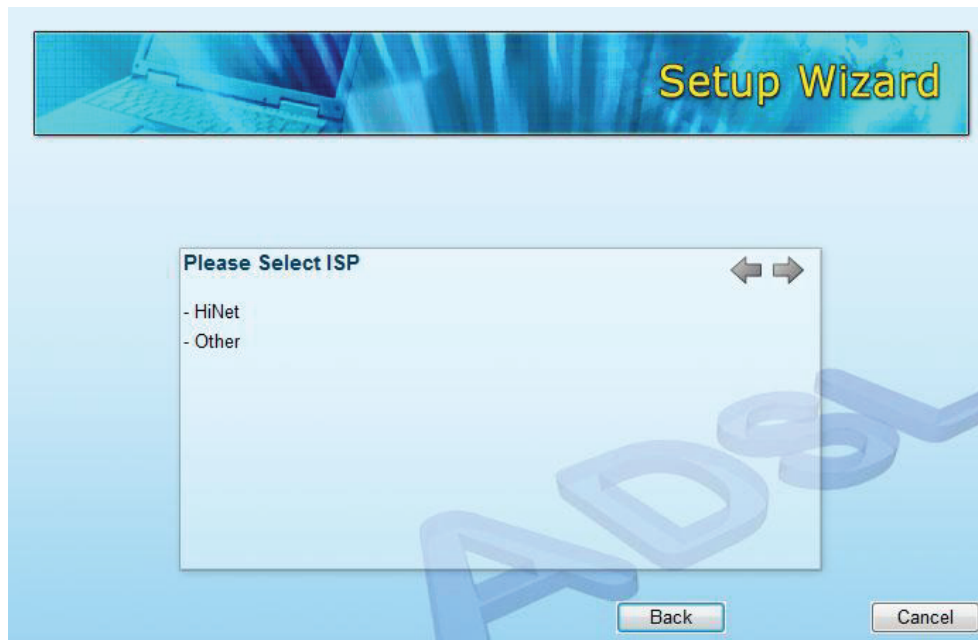 Setup Wizard
Please Select ISP
- HiNet
- Other
ADSL
Back
Cancel